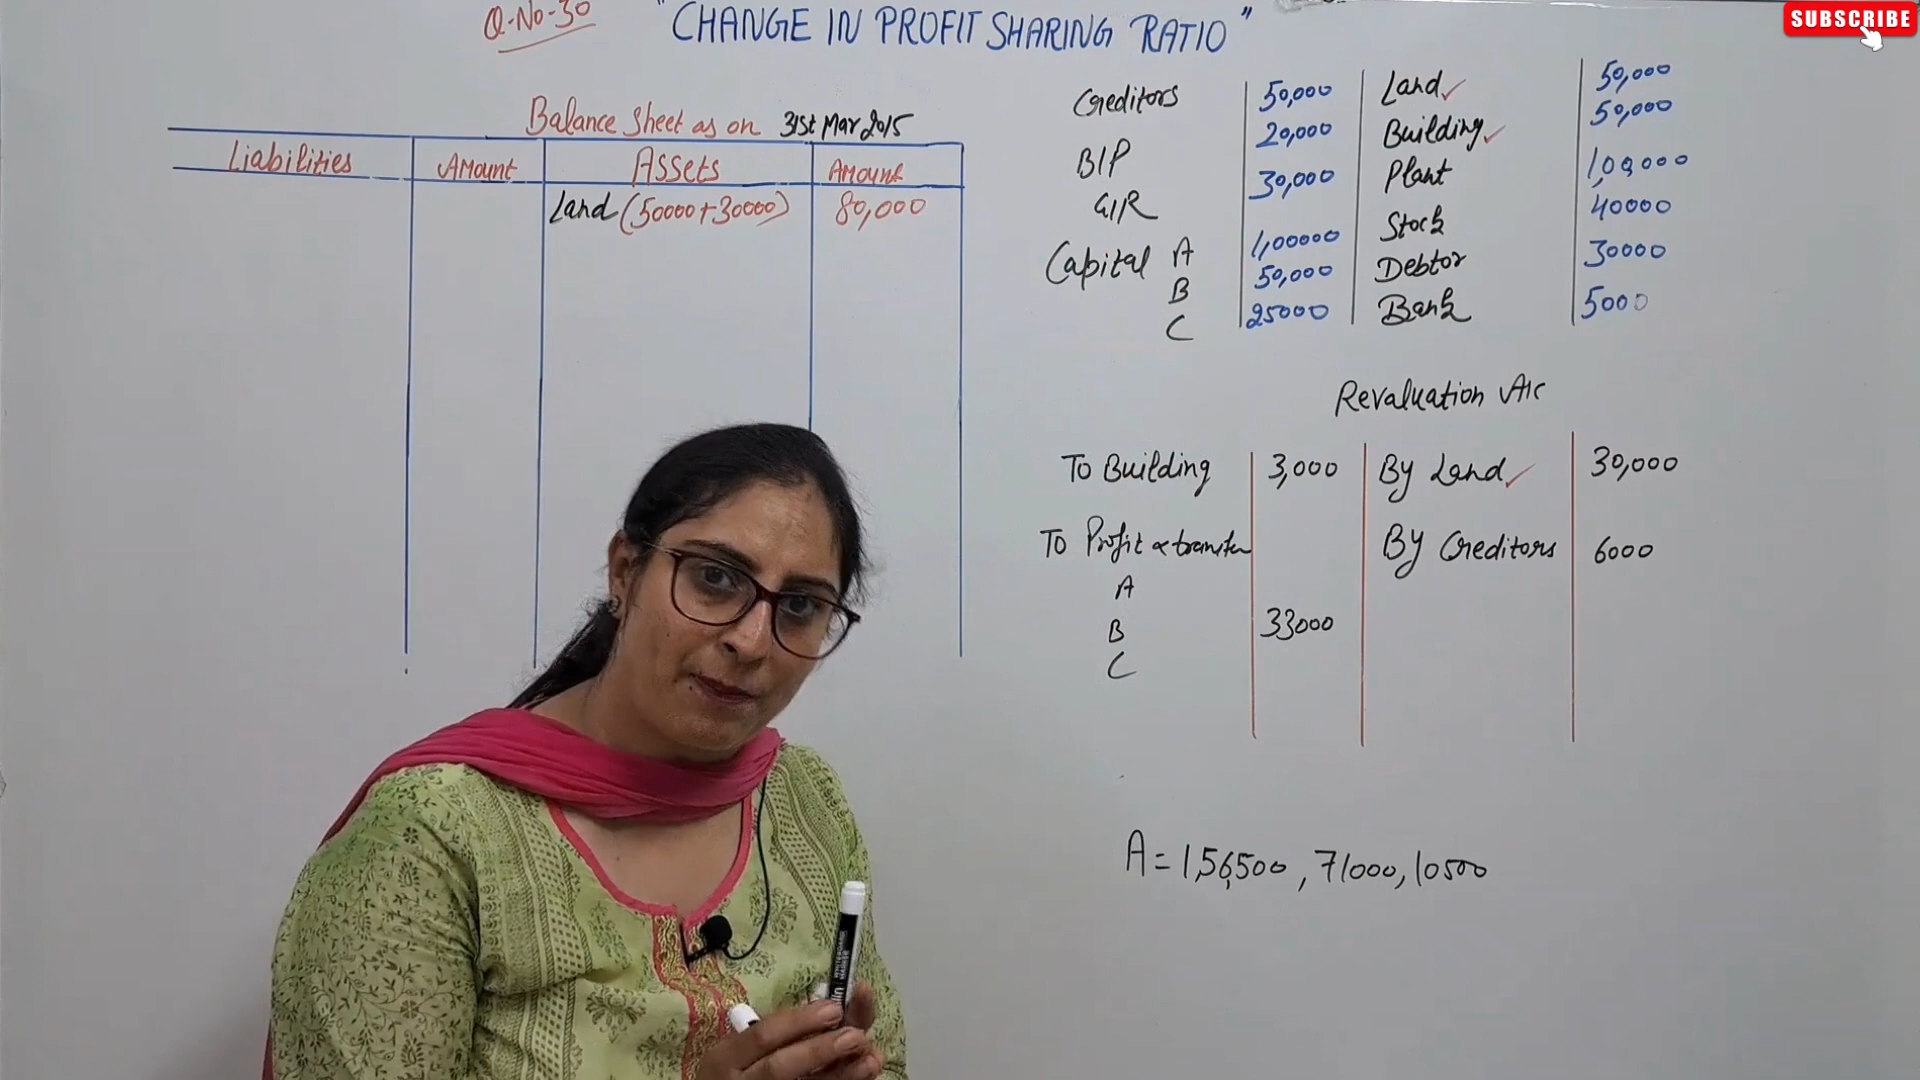 Q.No-30 "CHANGE IN PROFIT SHARING RATIO"
SUBSCRIBE
Balance Sheet as on 31st Mar 2015
Liabilities AMOUNT ASSETS AMOUNT
Land (50000+30000) 80,000
Creditors 50,000 Land ✓ 50,000
B/P 20,000 Building ✓ 50,000
G/R 30,000 Plant 1,00,000
Capital A 1,00000 Stock 40000
B 50,000 Debtor 30000
C 25000 Bank 5000
Revaluation A/c
To Building 3,000 By Land ✓ 30,000
To Profit transfer By Creditors 6000
A
B 33000
C
A = 1,56,500, 71000, 10500